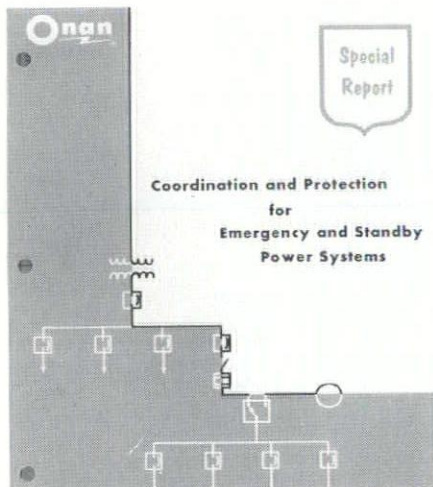 Onan
Special
Report
Coordination and Protection
for
Emergency and Standby
Power Systems